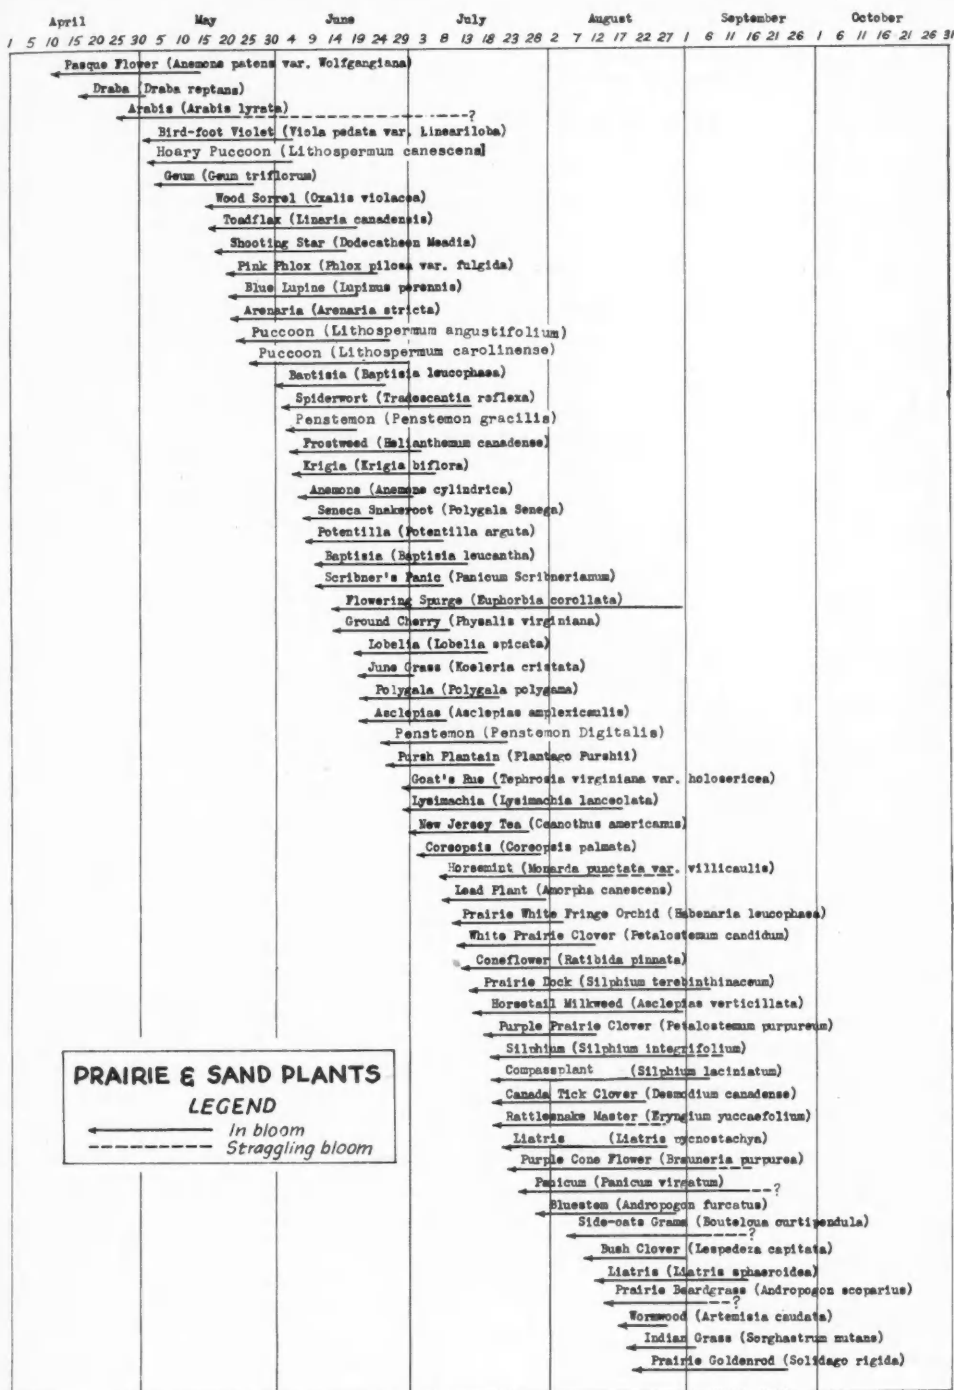 April May June July August September October
1 5 10 15 20 25 30 5 10 15 20 25 30 4 9 14 19 24 29 3 8 13 18 23 28 2 7 12 17 22 27 1 6 11 16 21 26 1 6 11 16 21 26 31
Pasque Flower (Anemone patens var. Wolfgangiana)
Draba (Draba reptans)
Arabis (Arabis lyrata) ?
Bird-foot Violet (Viola pedata var. Lineariloba)
Hoary Puccoon (Lithospermum canescens)
Geum (Geum triflorum)
Wood Sorrel (Oxalis violacea)
Toadflax (Linaria canadensis)
Shooting Star (Dodecatheon Meadia)
Pink Phlox (Phlox pilosa var. fulgida)
Blue Lupine (Lupinus perennis)
Arenaria (Arenaria stricta)
Puccoon (Lithospermum angustifolium)
Puccoon (Lithospermum carolinense)
Baptisia (Baptisia leucophaea)
Spiderwort (Tradescantia reflexa)
Penstemon (Penstemon gracilis)
Frostweed (Helianthemum canadense)
Krigia (Krigia biflora)
Anemone (Anemone cylindrica)
Seneca Snakeroot (Polygala Senega)
Potentilla (Potentilla arguta)
Baptisia (Baptisia leucantha)
Scribner's Panic (Panicum Scribnerianum)
Flowering Spurge (Euphorbia corollata)
Ground Cherry (Physalis virginiana)
Lobelia (Lobelia spicata)
June Grass (Koeleria cristata)
Polygala (Polygala polygama)
Asclepias (Asclepias amplexicaulis)
Penstemon (Penstemon Digitalis)
Pursh Plantain (Plantago Purshii)
Goat's Rue (Tephrosia virginiana var. holosericea)
Lysimachia (Lysimachia lanceolata)
New Jersey Tea (Ceanothus americanus)
Coreopsis (Coreopsis palmata)
Horsemint (Monarda punctata var. villicaulis)
Lead Plant (Amorpha canescens)
Prairie White Fringe Orchid (Habenaria leucophaea)
White Prairie Clover (Petalostemum candidum)
Coneflower (Ratibida pinnata)
Prairie Dock (Silphium terebinthinaceum)
Horsetail Milkweed (Asclepias verticillata)
Purple Prairie Clover (Petalostemum purpureum)
Silphium (Silphium integrifolium)
Compassplant (Silphium laciniatum)
Canada Tick Clover (Desmodium canadense)
Rattlesnake Master (Eryngium yuccaefolium)
Liatris (Liatris pycnostachya)
Purple Cone Flower (Brauneria purpurea)
Panicum (Panicum virgatum) ?
Bluestem (Andropogon furcatus)
Side-oats Grama (Bouteloua curtipendula)
?
Bush Clover (Lespedeza capitata)
Liatris (Liatris sphaeroidea)
Prairie Beardgrass (Andropogon scoparius)
?
Wormwood (Artemisia caudata)
Indian Grass (Sorghastrum nutans)
Prairie Goldenrod (Solidago rigida)
PRAIRIE & SAND PLANTS
LEGEND
In bloom
Straggling bloom